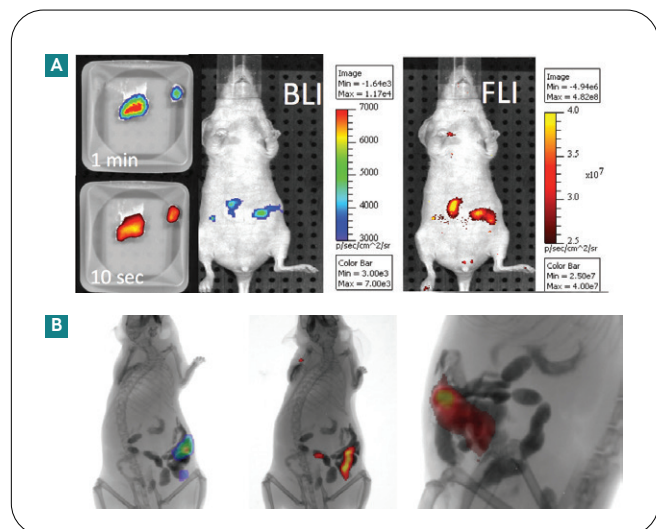 A
1 min
10 sec
BLI
Image
Min = -1.64e3
Max = 1.17e4
7000
6000
5000
4000
3000
p/sec/cm^2/sr
Color Bar
Min = 3.00e3
Max = 7.00e3
FLI
Image
Min = -4.94e6
Max = 4.82e8
4.0
3.5
x10⁷
3.0
2.5
p/sec/cm^2/sr
Color Bar
Min = 2.50e7
Max = 4.00e7
B